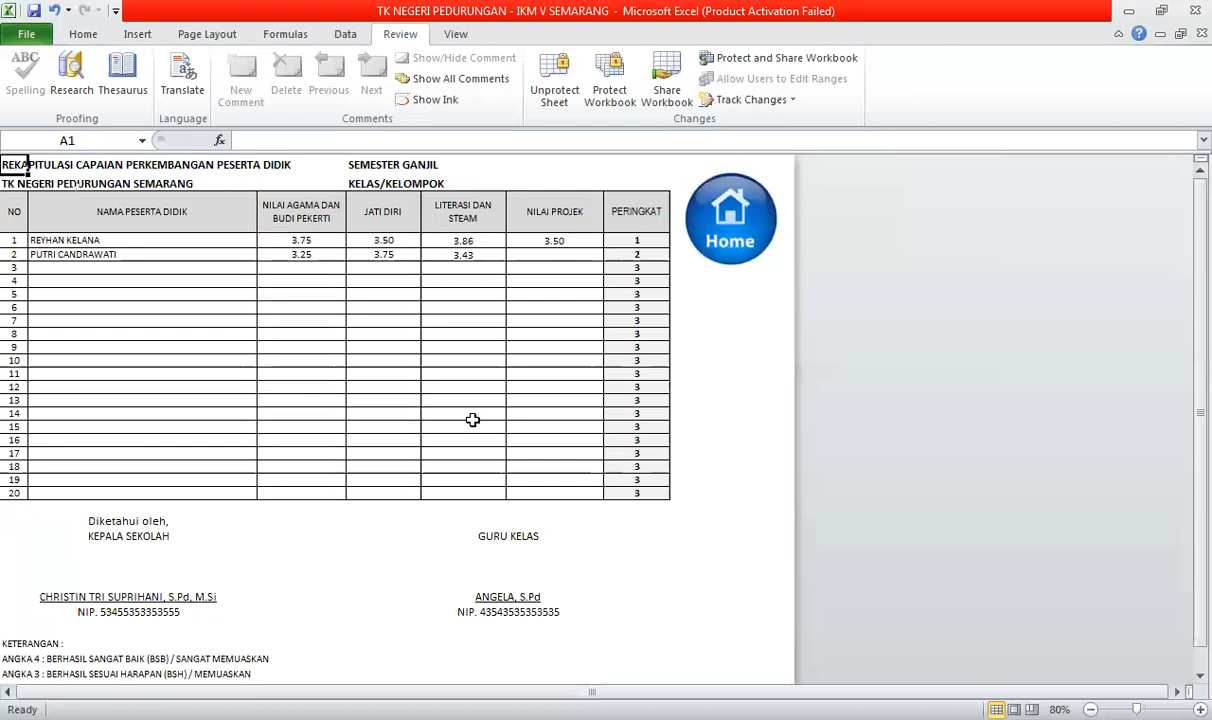 TK NEGERI PEDURUNGAN - IKM V SEMARANG - Microsoft Excel (Product Activation Failed)
File Home Insert Page Layout Formulas Data Review View
ABC Spelling Research Thesaurus
Proofing
Translate
Language
New Comment Delete Previous Next
Show/Hide Comment
Show All Comments
Show Ink
Comments
Unprotect Sheet Protect Workbook Share Workbook
Protect and Share Workbook
Allow Users to Edit Ranges
Track Changes
Changes
A1 fx
REKAPITULASI CAPAIAN PERKEMBANGAN PESERTA DIDIK SEMESTER GANJIL
TK NEGERI PEDURUNGAN SEMARANG KELAS/KELOMPOK
NO NAMA PESERTA DIDIK NILAI AGAMA DAN BUDI PEKERTI JATI DIRI LITERASI DAN STEAM NILAI PROJEK PERINGKAT
Home
1 REYHAN KELANA 3.75 3.50 3.86 3.50 1
2 PUTRI CANDRAWATI 3.25 3.75 3.43 2
3 3
4 3
5 3
6 3
7 3
8 3
9 3
10 3
11 3
12 3
13 3
14 3
15 3
16 3
17 3
18 3
19 3
20 3
Diketahui oleh,
KEPALA SEKOLAH GURU KELAS
CHRISTIN TRI SUPRIHANI, S.Pd, M.Si ANGELA, S.Pd
NIP. 53455353353555 NIP. 43543535353535
KETERANGAN :
ANGKA 4 : BERHASIL SANGAT BAIK (BSB) / SANGAT MEMUASKAN
ANGKA 3 : BERHASIL SESUAI HARAPAN (BSH) / MEMUASKAN
Ready 80%